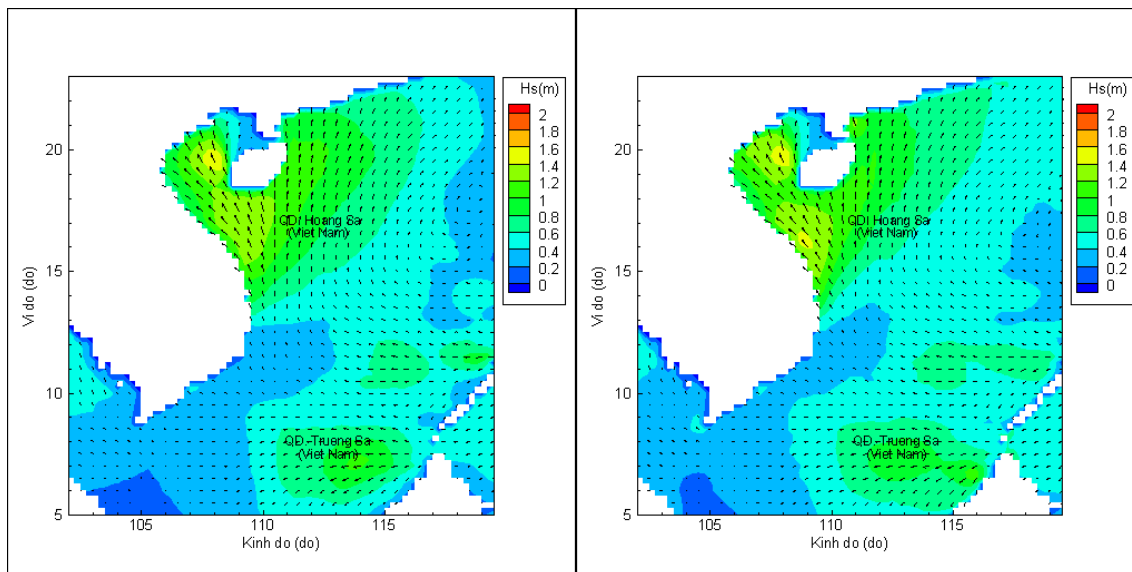 Hs(m)
2
1.8
1.6
1.4
1.2
1
0.8
0.6
0.4
0.2
0
20
15
10
5
Vi do (do)
QD. Hoang Sa
(Viet Nam)
QD. Truong Sa
(Viet Nam)
105
110
115
Kinh do (do)
Hs(m)
2
1.8
1.6
1.4
1.2
1
0.8
0.6
0.4
0.2
0
20
15
10
5
Vi do (do)
QD. Hoang Sa
(Viet Nam)
QD. Truong Sa
(Viet Nam)
105
110
115
Kinh do (do)